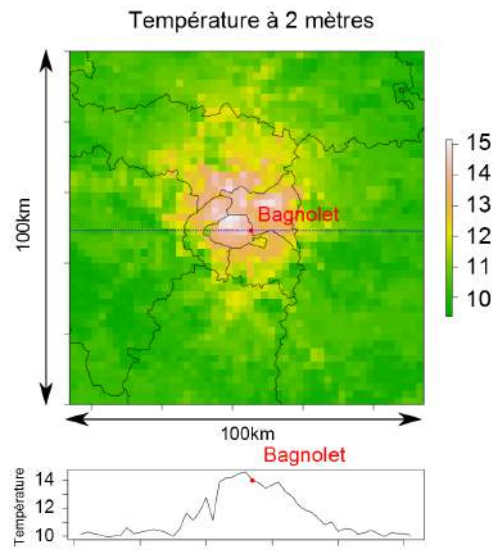 Température à 2 mètres
100km
Bagnolet
15
14
13
12
11
10
100km
Bagnolet
Température
14
12
10